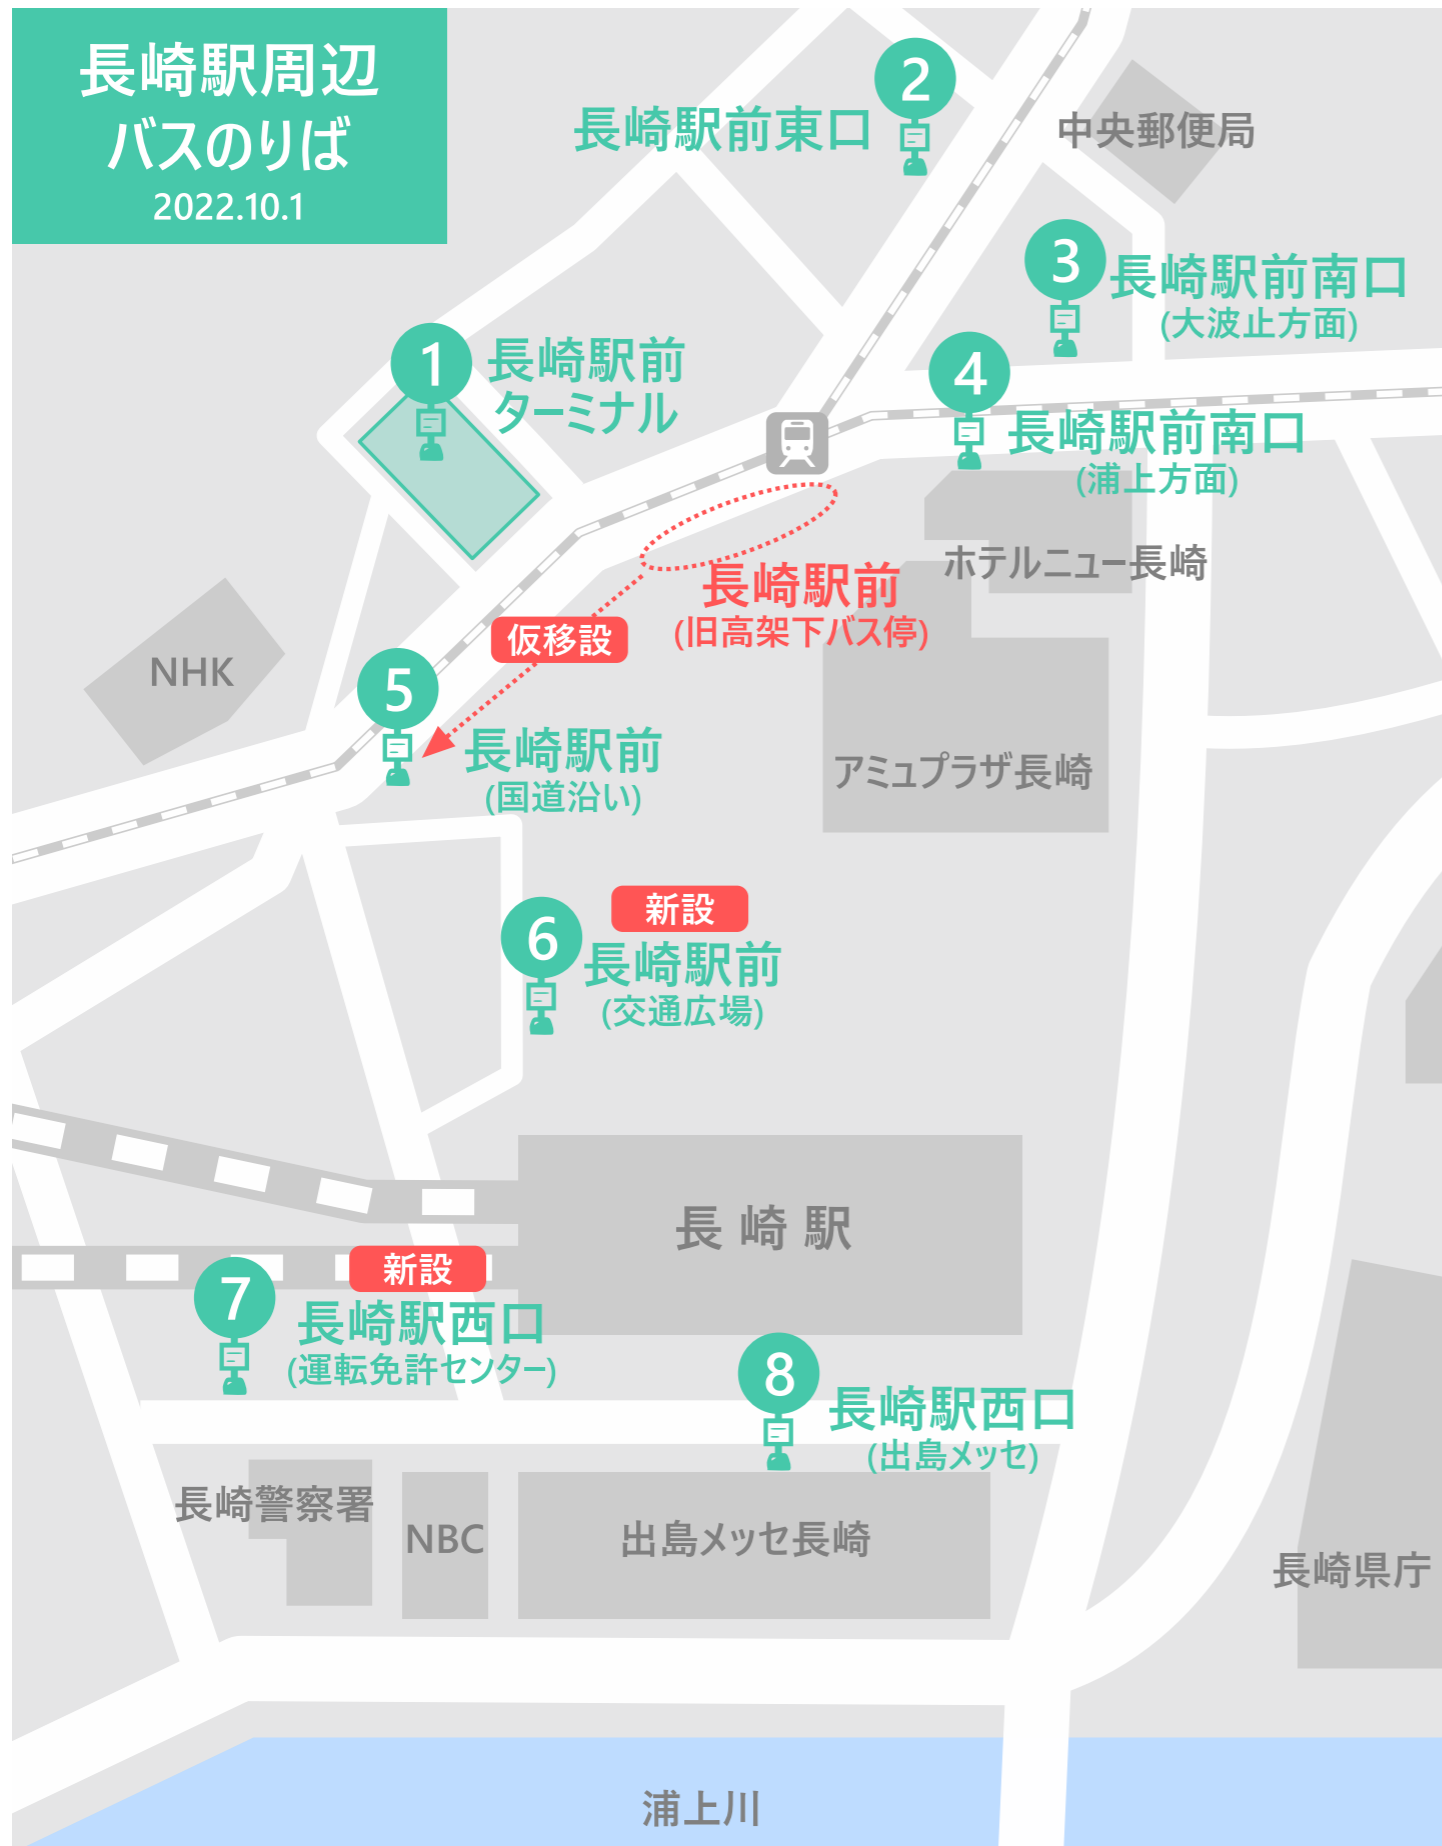 長崎駅周辺
バスのりば
2022.10.1
2
長崎駅前東口
中央郵便局
3
長崎駅前南口
(大波止方面)
1
長崎駅前
ターミナル
4
長崎駅前南口
(浦上方面)
ホテルニュー長崎
長崎駅前
(旧高架下バス停)
仮移設
NHK
5
長崎駅前
(国道沿い)
アミュプラザ長崎
新設
6
長崎駅前
(交通広場)
長崎駅
新設
7
長崎駅西口
(運転免許センター)
8
長崎駅西口
(出島メッセ)
長崎警察署
NBC
出島メッセ長崎
長崎県庁
浦上川